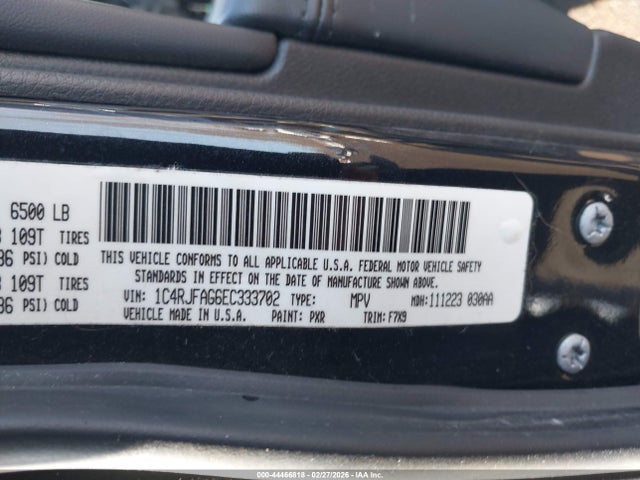 6500 LB
109T TIRES
PSI) COLD
109T TIRES
PSI) COLD
THIS VEHICLE CONFORMS TO ALL APPLICABLE U.S.A. FEDERAL MOTOR VEHICLE SAFETY
STANDARDS IN EFFECT ON THE DATE OF MANUFACTURE SHOWN ABOVE.
VIN: 1C4RJFAG6EC333702 TYPE: MPV MDH: 111223 030AA
VEHICLE MADE IN U.S.A. PAINT: PXR TRIM: F7X9
000-44466818 - 02/27/2026 - IAA Inc.